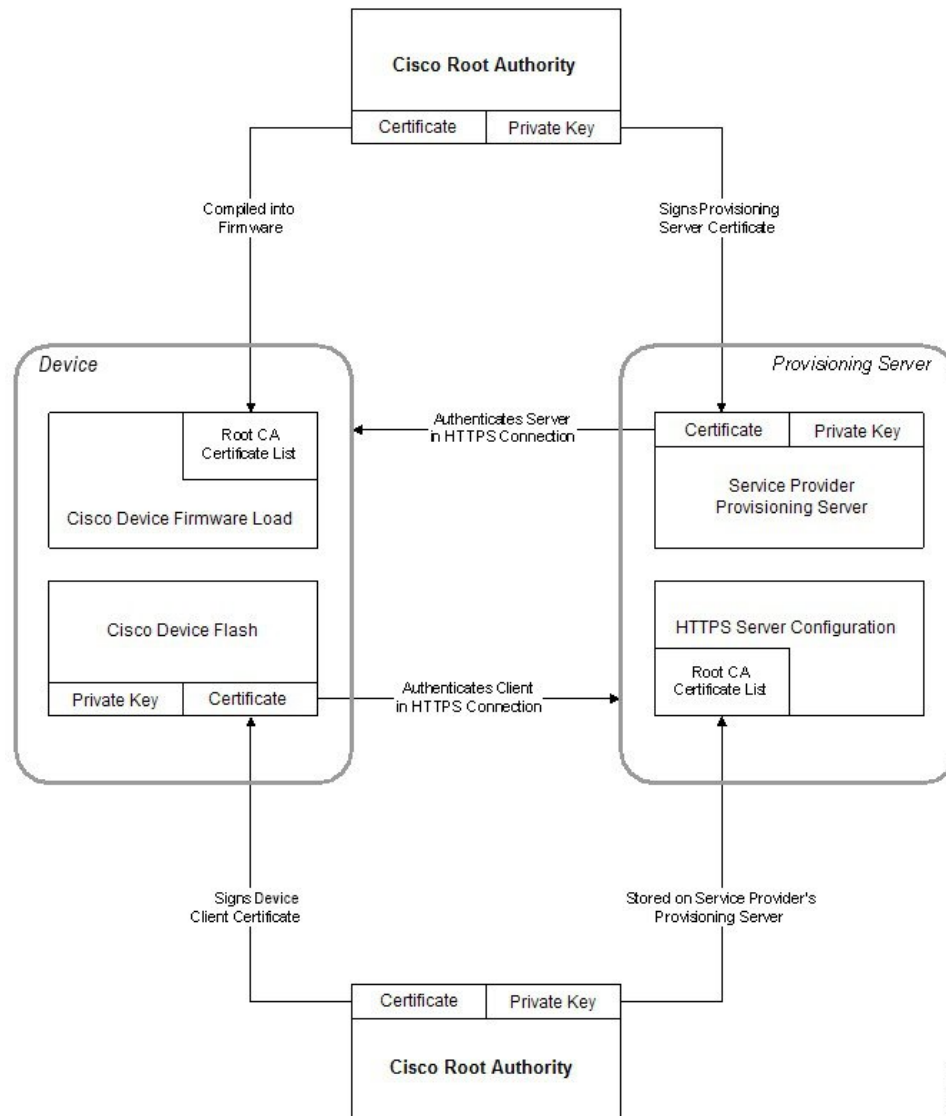 Cisco Root Authority
Certificate
Private Key
Compiled into
Firmware
Signs Provisioning
Server Certificate
Device
Provisioning Server
Root CA
Certificate List
Cisco Device Firmware Load
Authenticates Server
in HTTPS Connection
Certificate
Private Key
Service Provider
Provisioning Server
Cisco Device Flash
Private Key
Certificate
Authenticates Client
in HTTPS Connection
HTTPS Server Configuration
Root CA
Certificate List
Signs Device
Client Certificate
Stored on Service Provider's
Provisioning Server
Certificate
Private Key
Cisco Root Authority